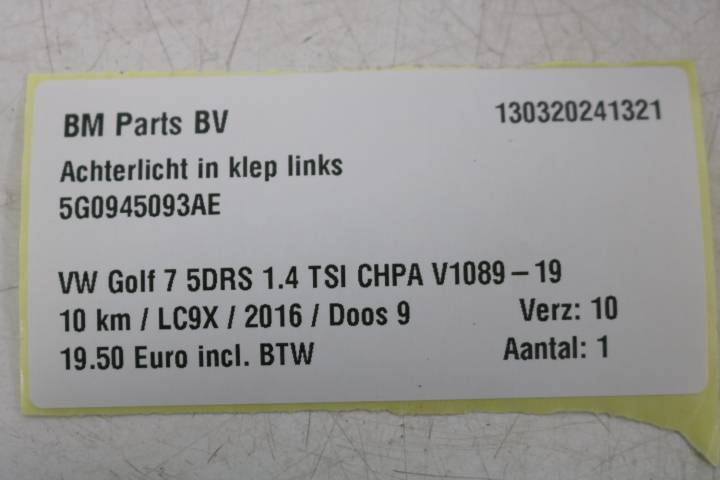 BM Parts BV 130320241321
Achterlicht in klep links
5G0945093AE
VW Golf 7 5DRS 1.4 TSI CHPA V1089 – 19
10 km / LC9X / 2016 / Doos 9 Verz: 10
19.50 Euro incl. BTW Aantal: 1